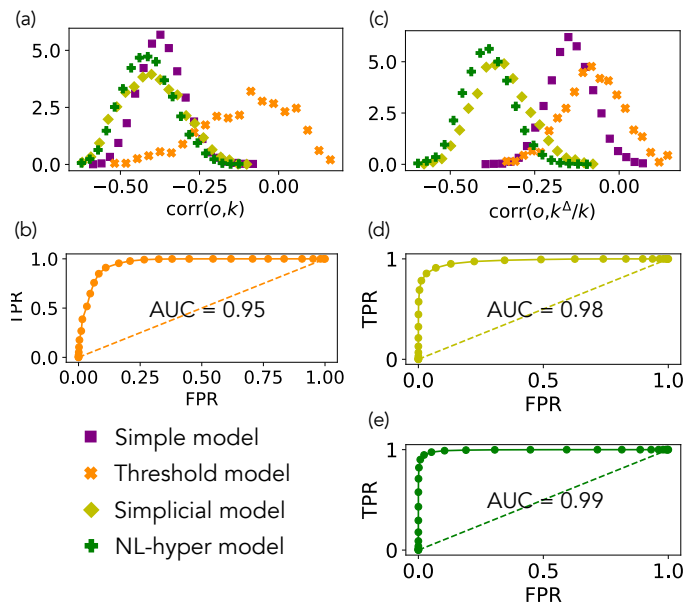 (a)
5.0
2.5
0.0
−0.50
−0.25
0.00
corr(o,k)
(c)
5.0
2.5
0.0
−0.50
−0.25
0.00
corr(o,k^Δ/k)
(b)
TPR
1.0
0.5
0.0
AUC = 0.95
0.00
0.25
0.50
0.75
1.00
FPR
(d)
TPR
1
0
AUC = 0.98
0.0
0.5
1.0
FPR
(e)
TPR
1
0
AUC = 0.99
0.0
0.5
1.0
FPR
Simple model
Threshold model
Simplicial model
NL-hyper model